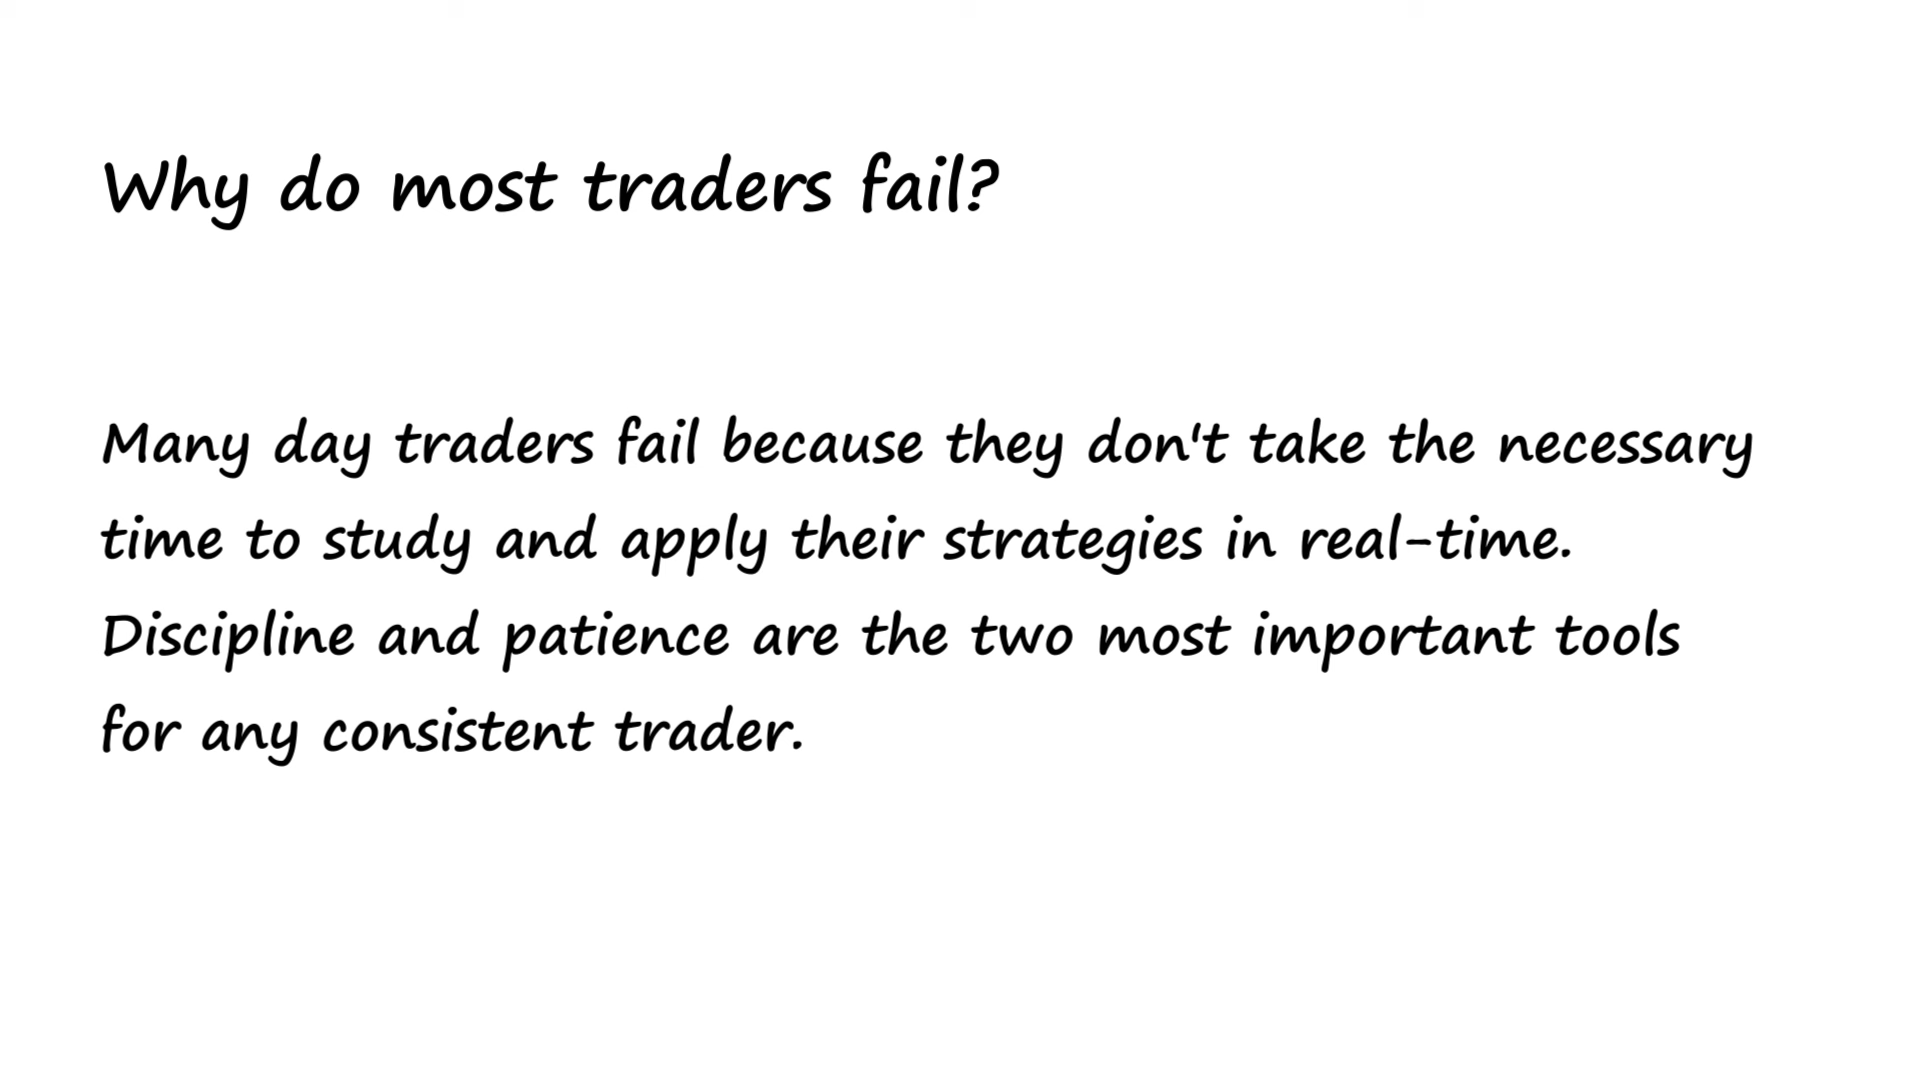 Why do most traders fail?
Many day traders fail because they don't take the necessary
time to study and apply their strategies in real-time.
Discipline and patience are the two most important tools
for any consistent trader.